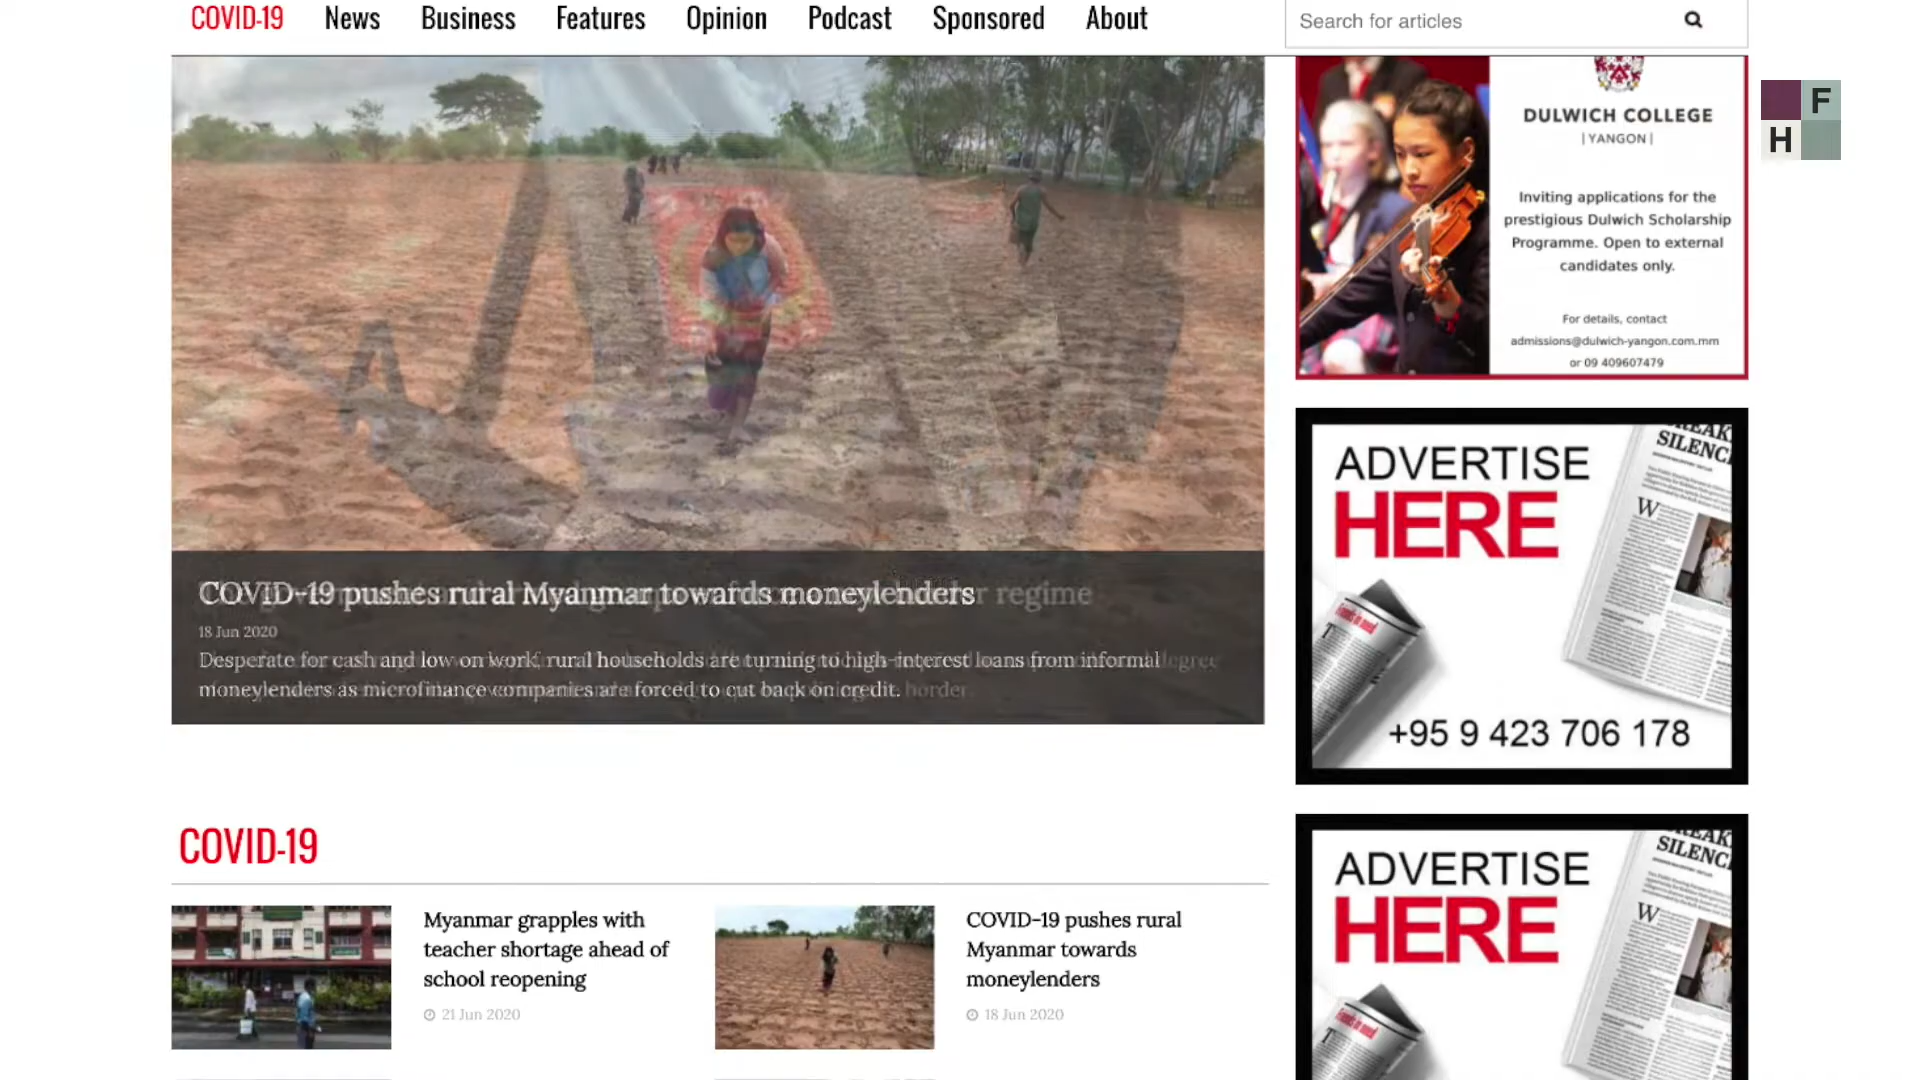 COVID-19 News Business Features Opinion Podcast Sponsored About
Search for articles
F
H
DULWICH COLLEGE
| YANGON |
Inviting applications for the
prestigious Dulwich Scholarship
Programme. Open to external
candidates only.
For details, contact
admissions@dulwich-yangon.com.mm
or 09 409607479
COVID-19 pushes rural Myanmar towards moneylenders
regime
18 Jun 2020
Desperate for cash and low on work, rural households are turning to high-interest loans from informal
degree
moneylenders as microfinance companies are forced to cut back on credit.
border.
ADVERTISE
HERE
SILENC
+95 9 423 706 178
COVID-19
Myanmar grapples with
teacher shortage ahead of
school reopening
21 Jun 2020
COVID-19 pushes rural
Myanmar towards
moneylenders
18 Jun 2020
ADVERTISE
HERE
SILENC